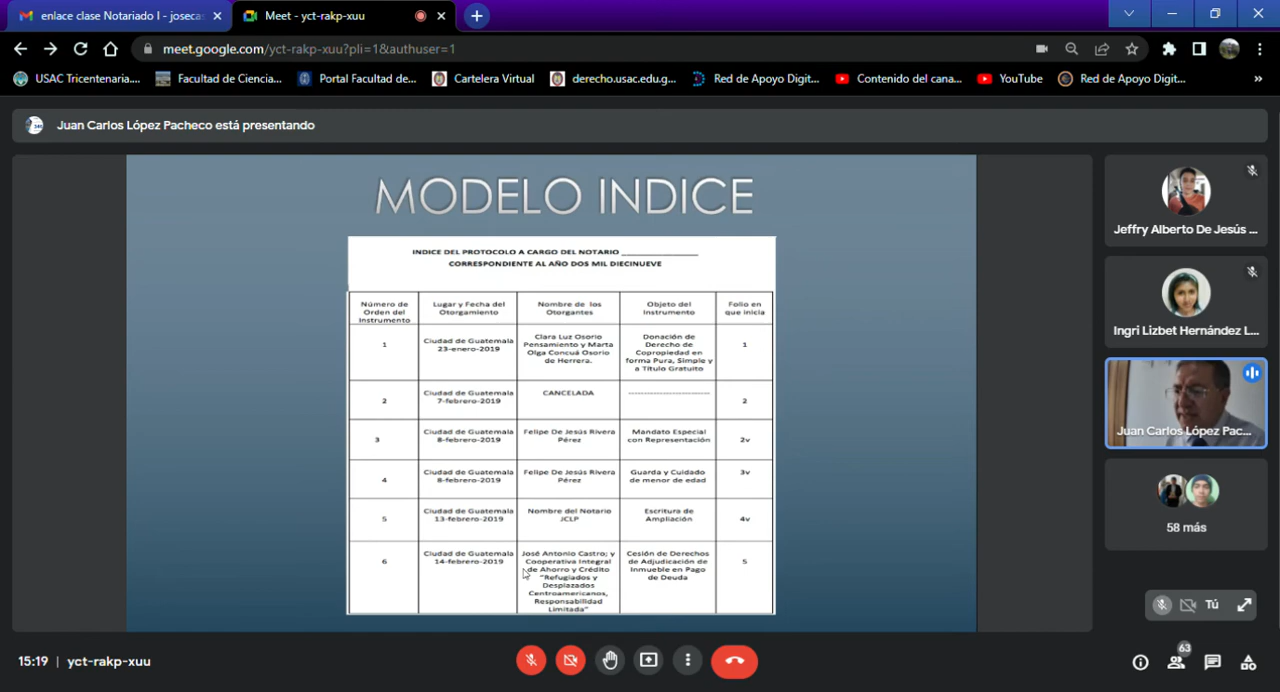 enlace clase Notariado I - joseca
Meet - yct-rakp-xuu
meet.google.com/yct-rakp-xuu?pli=1&authuser=1
USAC Tricentenaria....
Facultad de Ciencia...
Portal Facultad de...
Cartelera Virtual
derecho.usac.edu.g...
Red de Apoyo Digit...
Contenido del cana...
YouTube
Red de Apoyo Digit...
Juan Carlos López Pacheco está presentando
MODELO INDICE
INDICE DEL PROTOCOLO A CARGO DEL NOTARIO _______________
CORRESPONDIENTE AL AÑO DOS MIL DIECINUEVE
Número de
Orden del
Instrumento
Lugar y Fecha del
Otorgamiento
Nombre de los
Otorgantes
Objeto del
Instrumento
Folio en
que inicia
1
Ciudad de Guatemala
23-enero-2019
Clara Luz Osorio
Pensamiento y Marta
Olga Concuá Osorio
de Herrera.
Donación de
Derecho de
Copropiedad en
forma Pura, Simple y
a Título Gratuito
1
2
Ciudad de Guatemala
7-febrero-2019
CANCELADA
--------------------------
2
3
Ciudad de Guatemala
8-febrero-2019
Felipe De Jesús Rivera
Pérez
Mandato Especial
con Representación
2v
4
Ciudad de Guatemala
8-febrero-2019
Felipe De Jesús Rivera
Pérez
Guarda y Cuidado
de menor de edad
3v
5
Ciudad de Guatemala
13-febrero-2019
Nombre del Notario
JCLP
Escritura de
Ampliación
4v
6
Ciudad de Guatemala
14-febrero-2019
José Antonio Castro; y
Cooperativa Integral
de Ahorro y Crédito
"Refugiados y
Desplazados
Centroamericanos,
Responsabilidad
Limitada"
Cesión de Derechos
de Adjudicación de
Inmueble en Pago
de Deuda
5
Jeffry Alberto De Jesús ...
Ingri Lizbet Hernández L...
Juan Carlos López Pac...
58 más
Tú
15:19 | yct-rakp-xuu
63